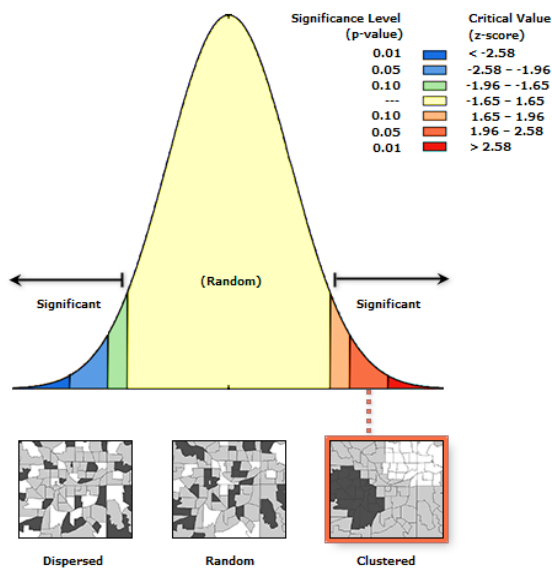 Significance Level Critical Value
(p-value) (z-score)
0.01 < -2.58
0.05 -2.58 – -1.96
0.10 -1.96 – -1.65
--- -1.65 – 1.65
0.10 1.65 – 1.96
0.05 1.96 – 2.58
0.01 > 2.58
(Random)
Significant Significant
Dispersed Random Clustered